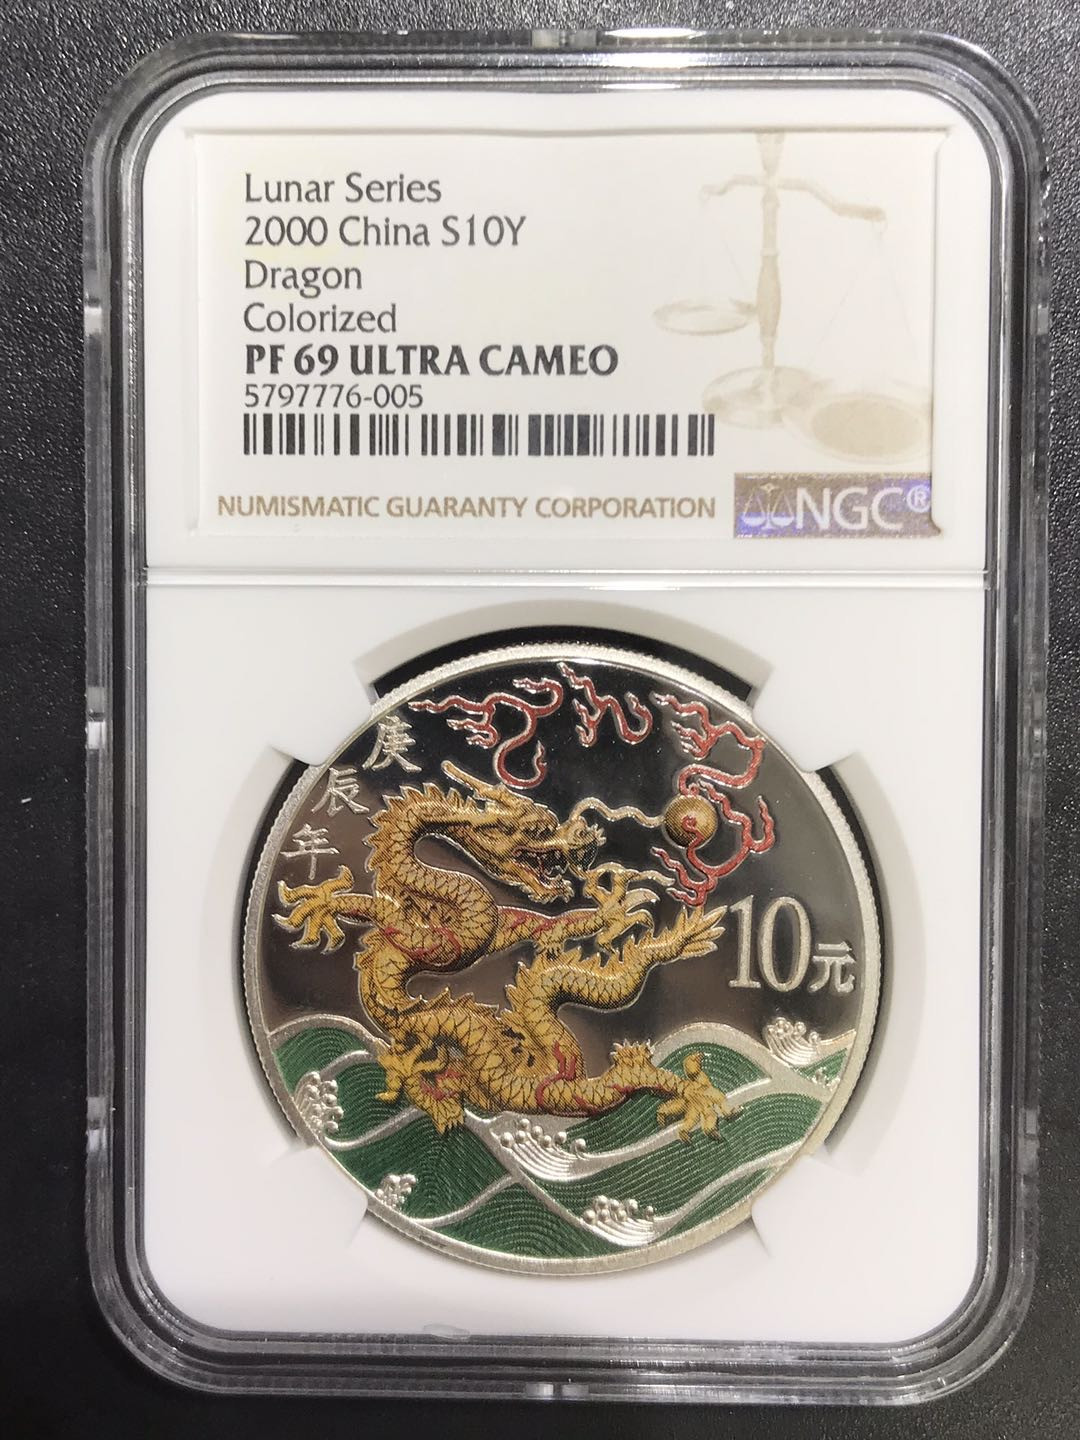 Lunar Series
2000 China S10Y
Dragon
Colorized
PF 69 ULTRA CAMEO
5797776-005
NUMISMATIC GUARANTY CORPORATION
NGC®
庚辰年
10元